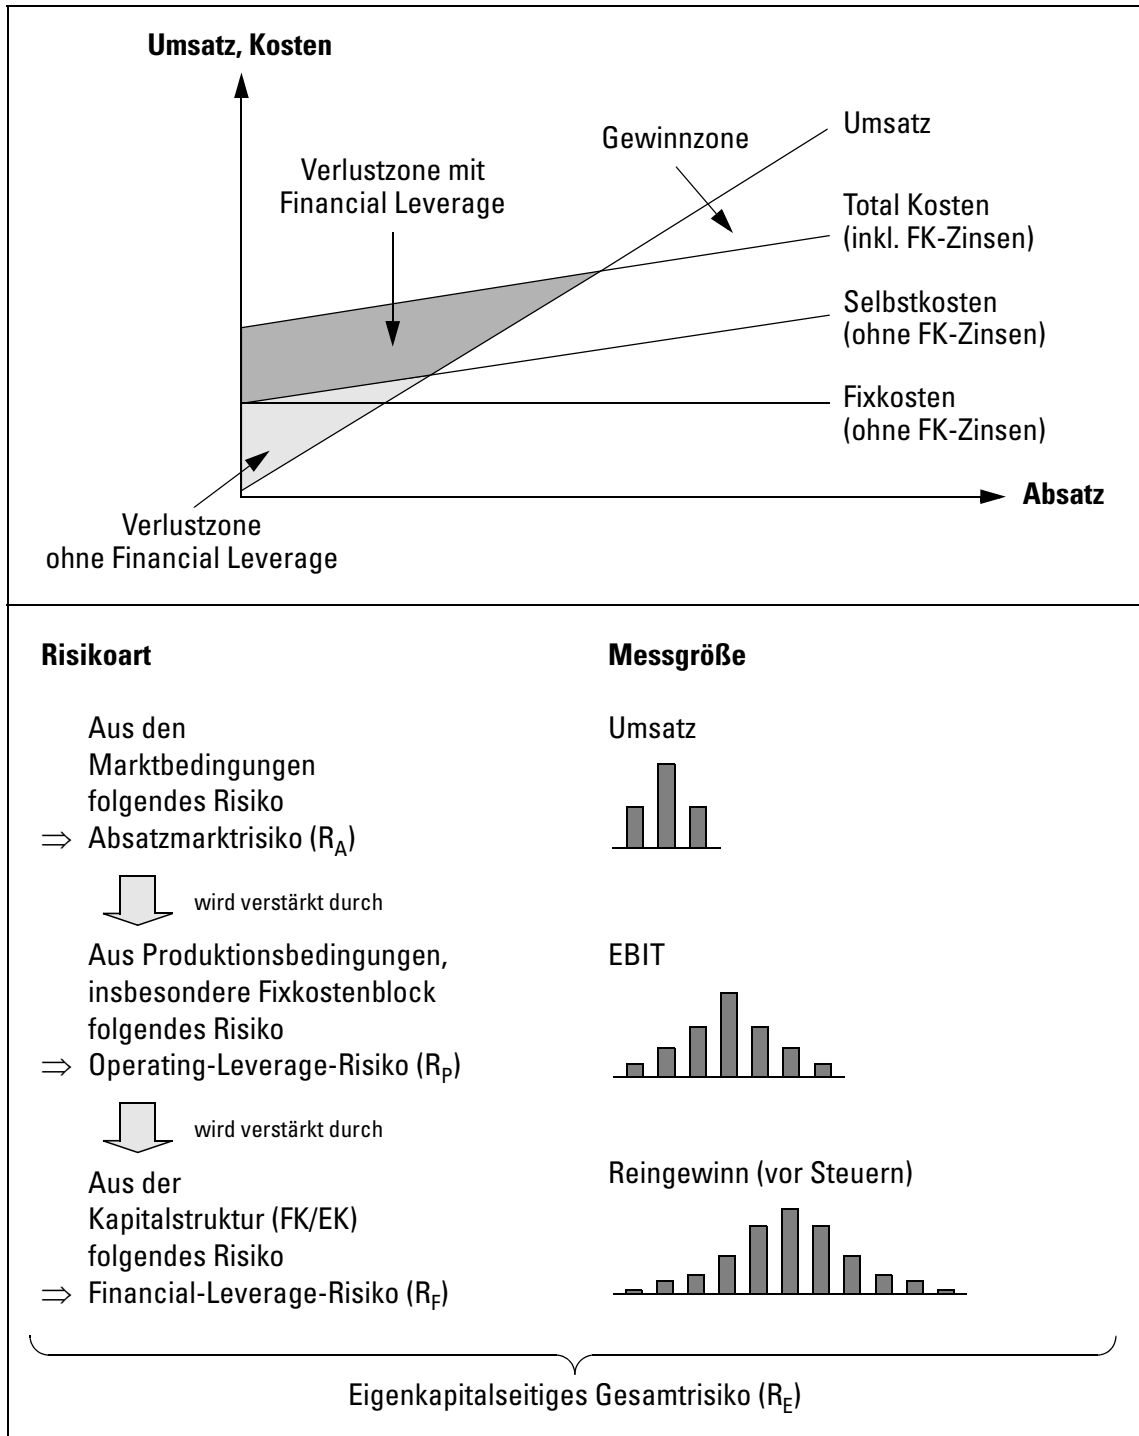 Umsatz, Kosten
Umsatz
Gewinnzone
Verlustzone mit
Financial Leverage
Total Kosten
(inkl. FK-Zinsen)
Selbstkosten
(ohne FK-Zinsen)
Fixkosten
(ohne FK-Zinsen)
Absatz
Verlustzone
ohne Financial Leverage
Risikoart
Messgröße
Aus den
Marktbedingungen
folgendes Risiko
⇒ Absatzmarktrisiko (R_A)
Umsatz
wird verstärkt durch
Aus Produktionsbedingungen,
insbesondere Fixkostenblock
folgendes Risiko
⇒ Operating-Leverage-Risiko (R_P)
EBIT
wird verstärkt durch
Aus der
Kapitalstruktur (FK/EK)
folgendes Risiko
⇒ Financial-Leverage-Risiko (R_F)
Reingewinn (vor Steuern)
Eigenkapitalseitiges Gesamtrisiko (R_E)